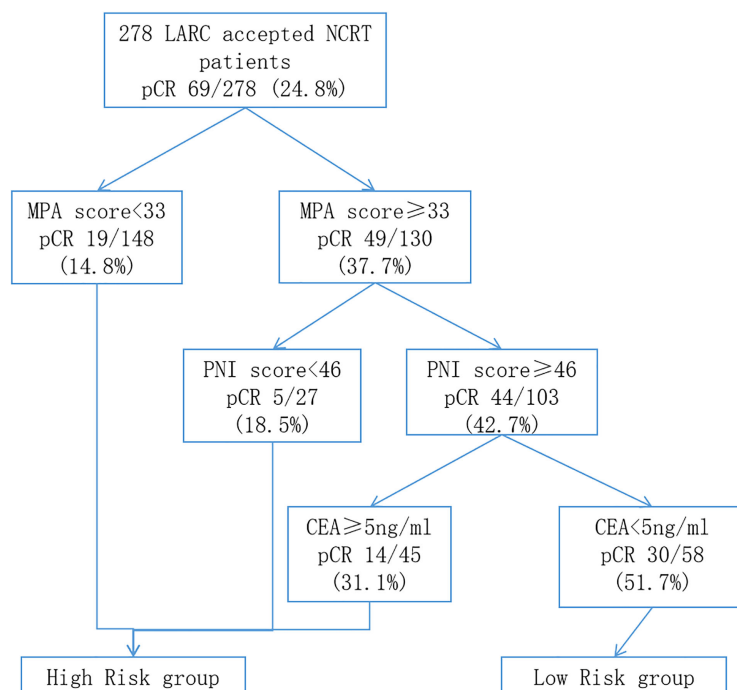 278 LARC accepted NCRT
patients
pCR 69/278 (24.8%)
MPA score<33
pCR 19/148
(14.8%)
MPA score≥33
pCR 49/130
(37.7%)
PNI score<46
pCR 5/27
(18.5%)
PNI score≥46
pCR 44/103
(42.7%)
CEA≥5ng/ml
pCR 14/45
(31.1%)
CEA<5ng/ml
pCR 30/58
(51.7%)
High Risk group
Low Risk group